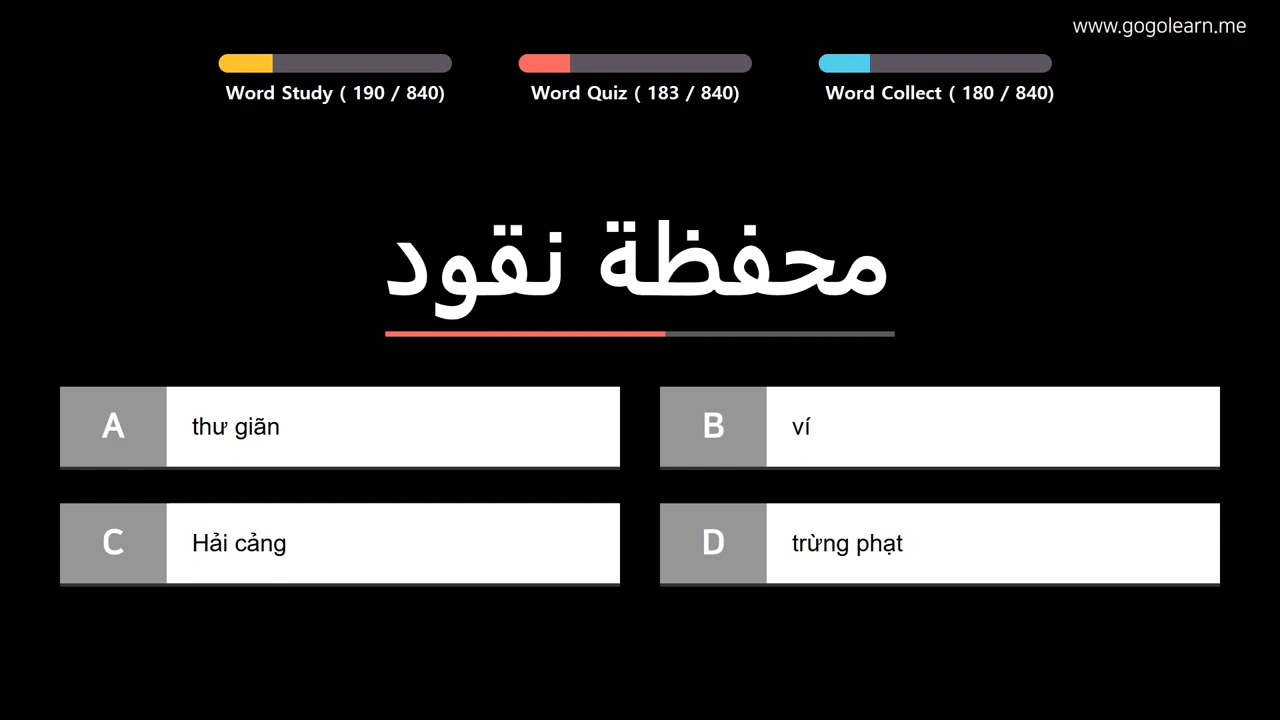 www.gogolearn.me
Word Study ( 190 / 840)
Word Quiz ( 183 / 840)
Word Collect ( 180 / 840)
محفظة نقود
A
thư giãn
B
ví
C
Hải cảng
D
trừng phạt